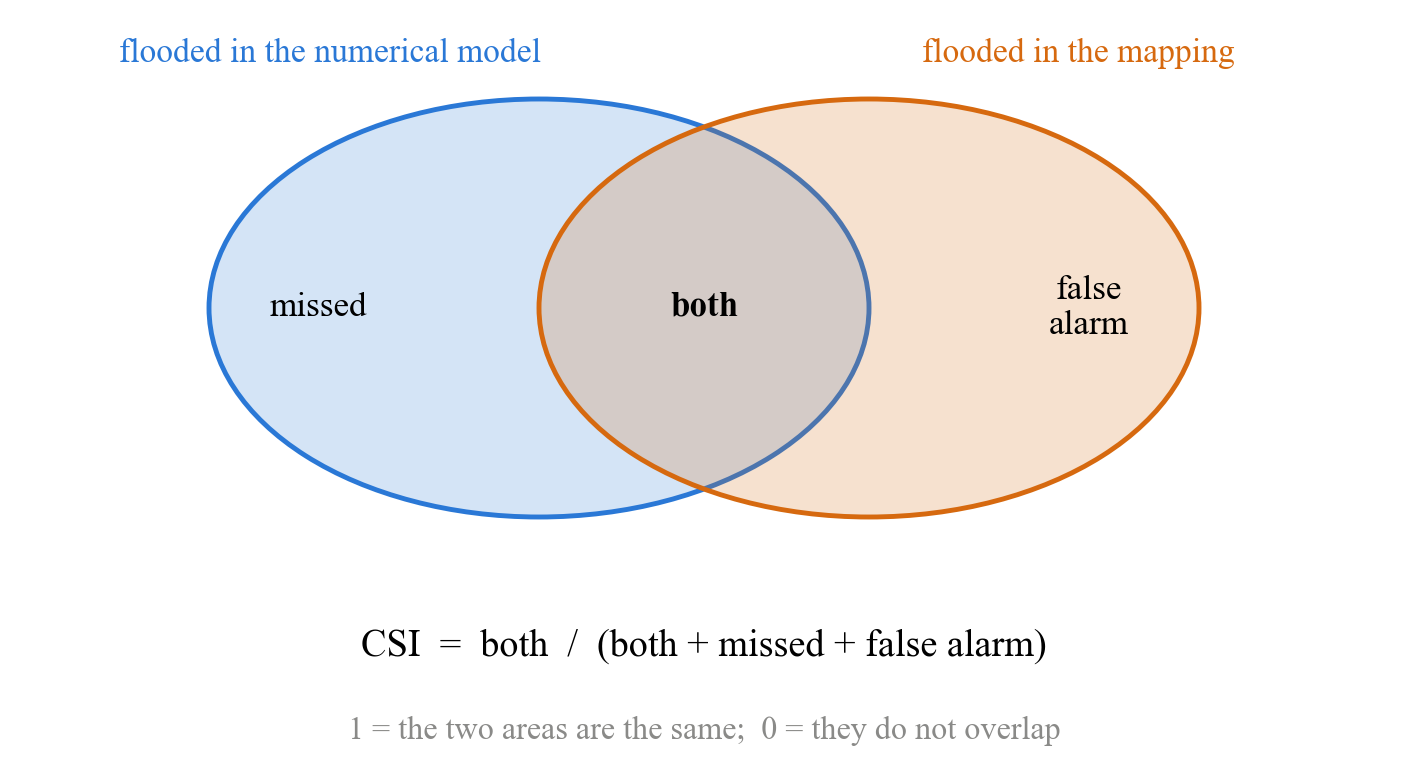 flooded in the numerical model
flooded in the mapping
missed
both
false
alarm
CSI = both / (both + missed + false alarm)
1 = the two areas are the same; 0 = they do not overlap